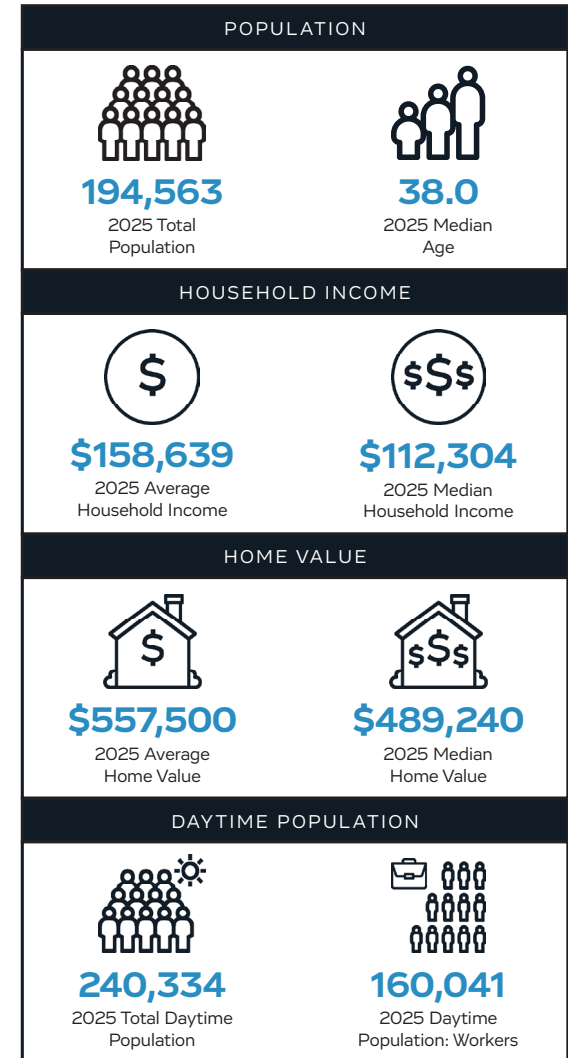 POPULATION
194,563
2025 Total
Population
38.0
2025 Median
Age
HOUSEHOLD INCOME
$
$158,639
2025 Average
Household Income
$$$
$112,304
2025 Median
Household Income
HOME VALUE
$
$557,500
2025 Average
Home Value
$$$
$489,240
2025 Median
Home Value
DAYTIME POPULATION
240,334
2025 Total Daytime
Population
160,041
2025 Daytime
Population: Workers